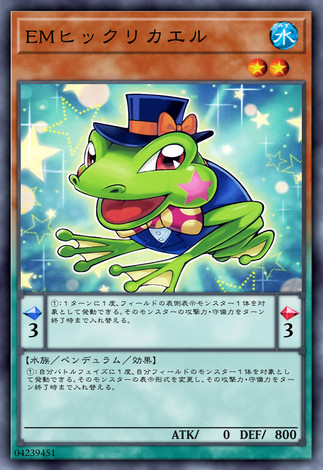 EMヒックリカエル
水
①:1ターンに1度、フィールドの表側表示モンスター1体を対
象として発動できる。そのモンスターの攻撃力・守備力をターン
終了時まで入れ替える。
3
3
【水族/ペンデュラム/効果】
①:自分バトルフェイズに1度、自分フィールドのモンスター1体を対象
として発動できる。そのモンスターの表示形式を変更し、その攻撃力・守備力をターン
終了時まで入れ替える。
ATK/ 0 DEF/ 800
04239451